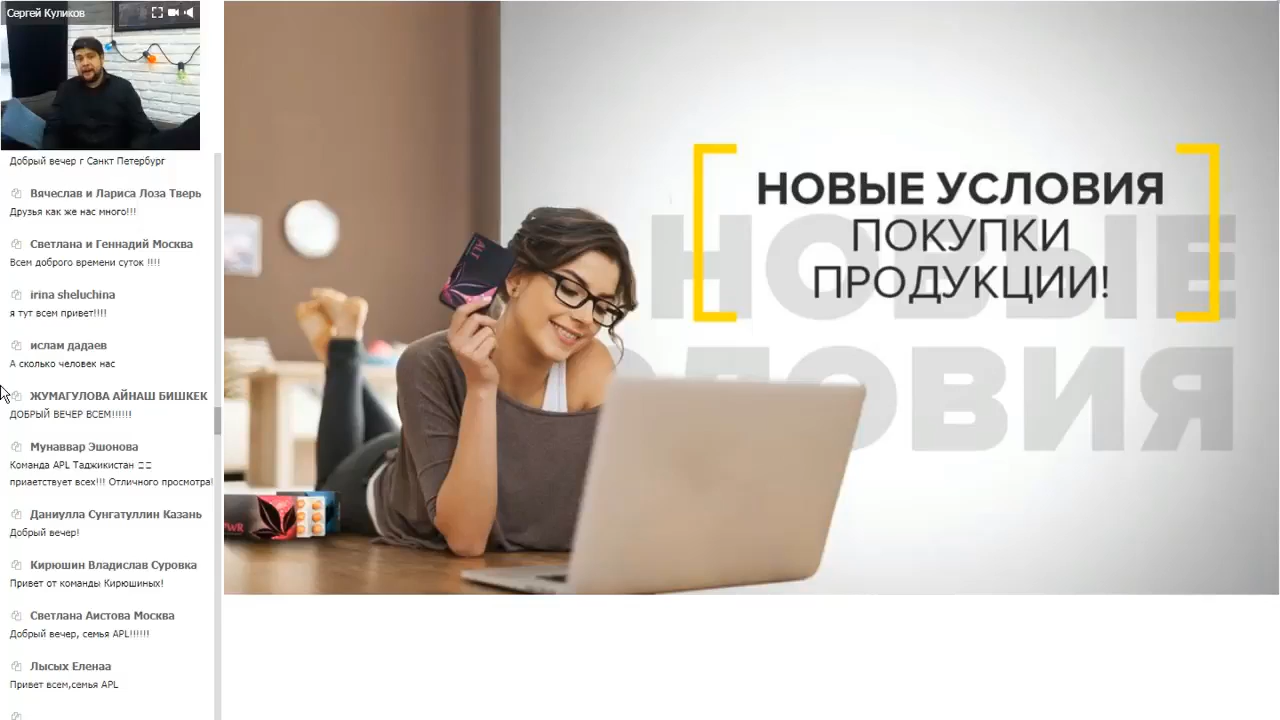 Сергей Куликов
Добрый вечер г Санкт Петербург
Вячеслав и Лариса Лоза Тверь
Друзья как же нас много!!!
Светлана и Геннадий Москва
Всем доброго времени суток !!!!
irina sheluchina
я тут всем привет!!!!
ислам дадаев
А сколько человек нас
ЖУМАГУЛОВА АЙНАШ БИШКЕК
ДОБРЫЙ ВЕЧЕР ВСЕМ!!!!!!
Мунаввар Эшонова
Команда APL Таджикистан
приаетствует всех!!! Отличного просмотра!
Даниулла Сунгатуллин Казань
Добрый вечер!
Кирюшин Владислав Суровка
Привет от команды Кирюшиных!
Светлана Аистова Москва
Добрый вечер, семья APL!!!!!!
Лысых Еленаа
Привет всем,семья APL
НОВЫЕ УСЛОВИЯ
ПОКУПКИ
ПРОДУКЦИИ!
НОВЫЕ
ЛОВИЯ
ALT
PWR